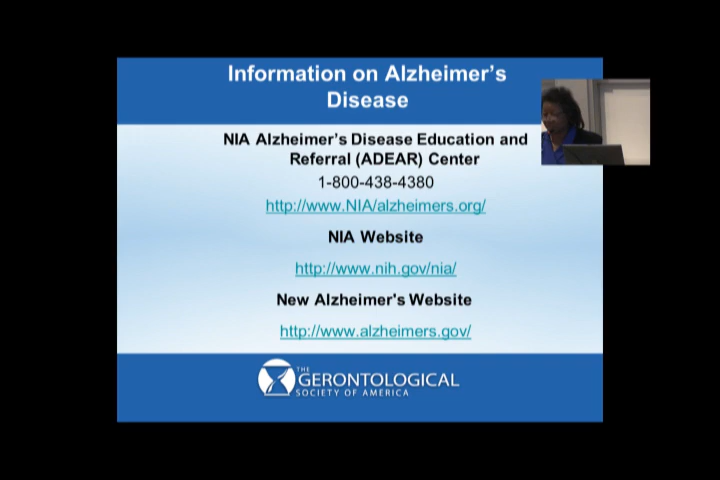 Information on Alzheimer's
Disease
NIA Alzheimer's Disease Education and
Referral (ADEAR) Center
1-800-438-4380
http://www.NIA/alzheimers.org/
NIA Website
http://www.nih.gov/nia/
New Alzheimer's Website
http://www.alzheimers.gov/
THE
GERONTOLOGICAL
SOCIETY OF AMERICA